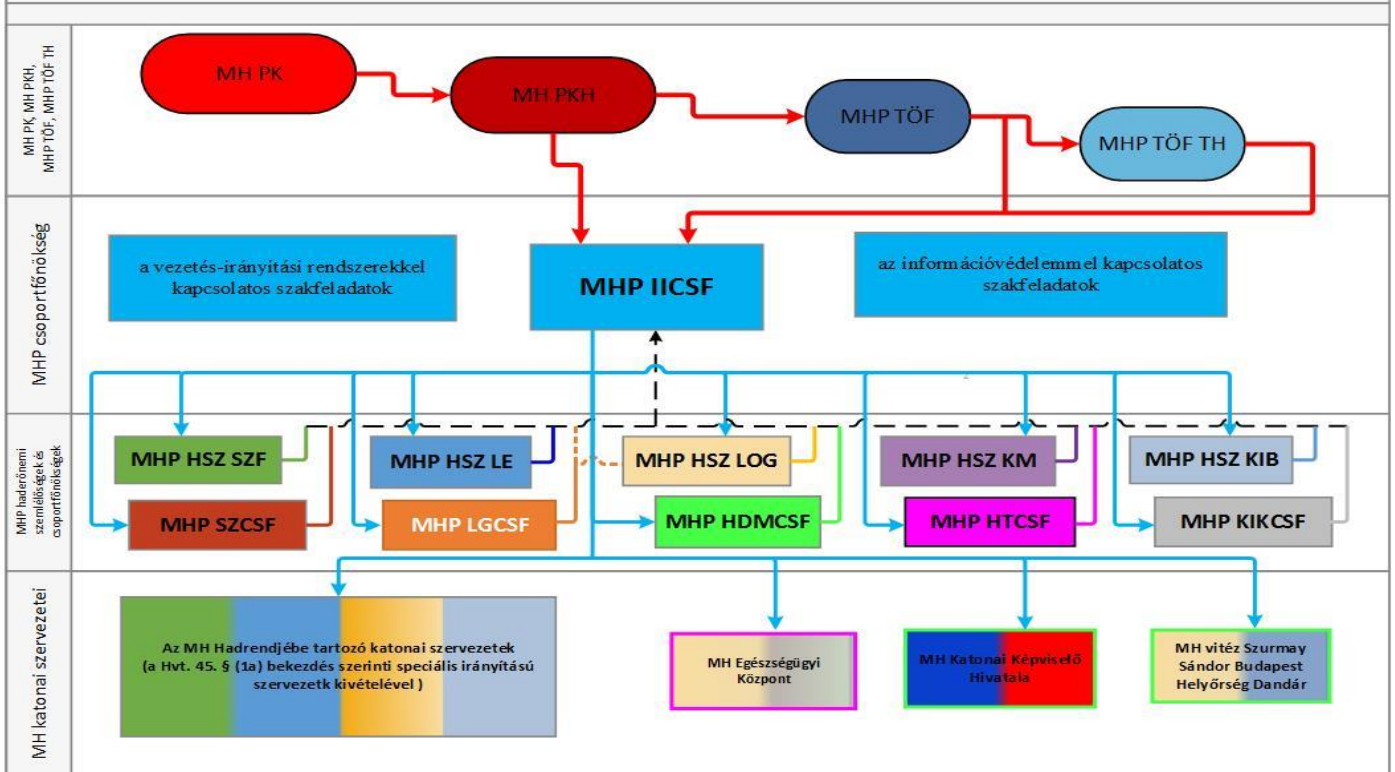 MH PK, MH PKH,
MHP TÖF, MHP TÖF TH
MH PK
MH PKH
MHP TÖF
MHP TÖF TH
MHP csoportfőnökség
a vezetés-irányítási rendszerekkel
kapcsolatos szakfeladatok
MHP IICSF
az információvédelemmel kapcsolatos
szakfeladatok
MHP haderőnemi
szemlélőségek és
csoportfőnökségek
MHP HSZ SZF
MHP HSZ LE
MHP HSZ LOG
MHP HSZ KM
MHP HSZ KIB
MHP SZCSF
MHP LGCSF
MHP HDMCSF
MHP HTCSF
MHP KIKCSF
MH katonai szervezetei
Az MH Hadrendjébe tartozó katonai szervezetek
(a Hvt. 45. § (1a) bekezdés szerinti speciális irányítású
szervezetk kivételével )
MH Egészségügyi
Központ
MH Katonai Képviselő
Hivatala
MH vitéz Szurmay
Sándor Budapest
Helyőrség Dandár